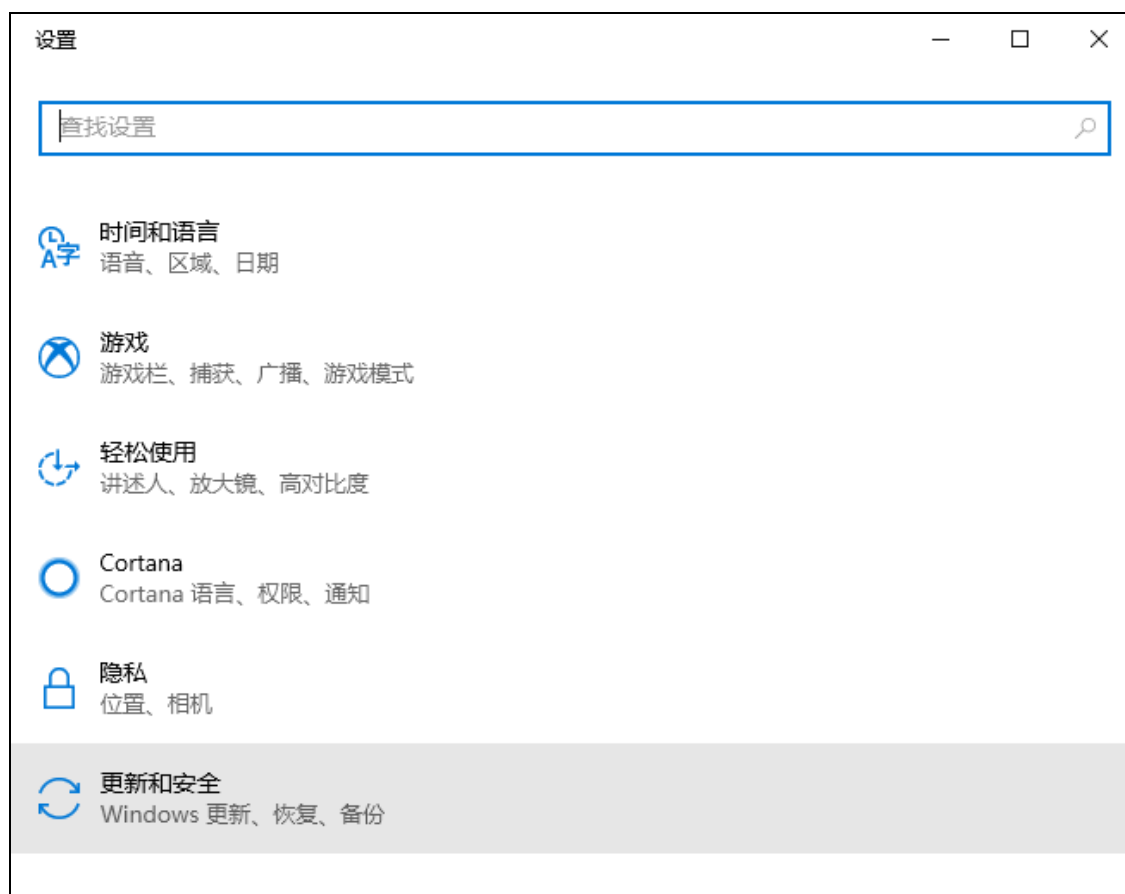 设置
查找设置
时间和语言
语音、区域、日期
游戏
游戏栏、捕获、广播、游戏模式
轻松使用
讲述人、放大镜、高对比度
Cortana
Cortana 语言、权限、通知
隐私
位置、相机
更新和安全
Windows 更新、恢复、备份